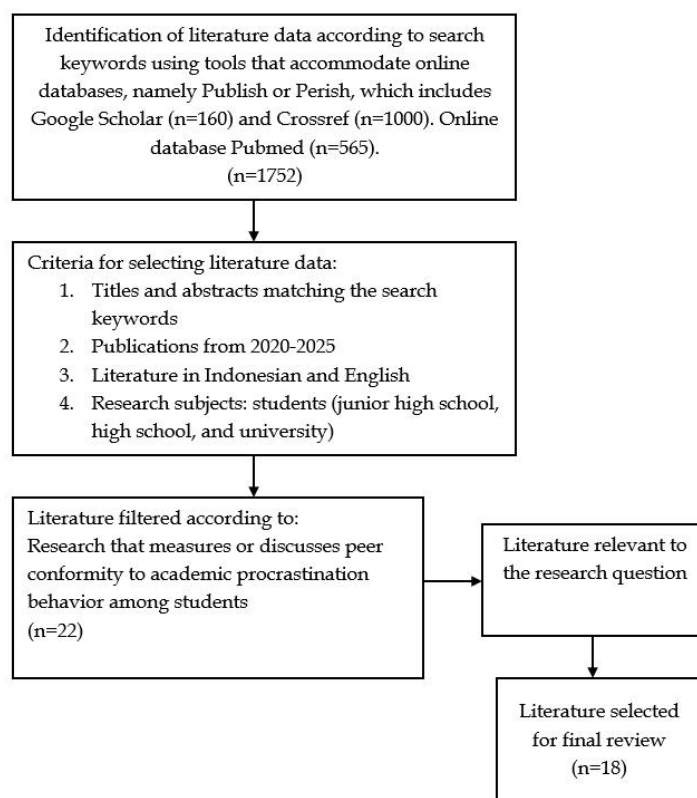 Identification of literature data according to search
keywords using tools that accommodate online
databases, namely Publish or Perish, which includes
Google Scholar (n=160) and Crossref (n=1000). Online
database Pubmed (n=565).
(n=1752)
Criteria for selecting literature data:
1. Titles and abstracts matching the search
keywords
2. Publications from 2020-2025
3. Literature in Indonesian and English
4. Research subjects: students (junior high school,
high school, and university)
Literature filtered according to:
Research that measures or discusses peer
conformity to academic procrastination
behavior among students
(n=22)
Literature relevant to
the research question
Literature selected
for final review
(n=18)